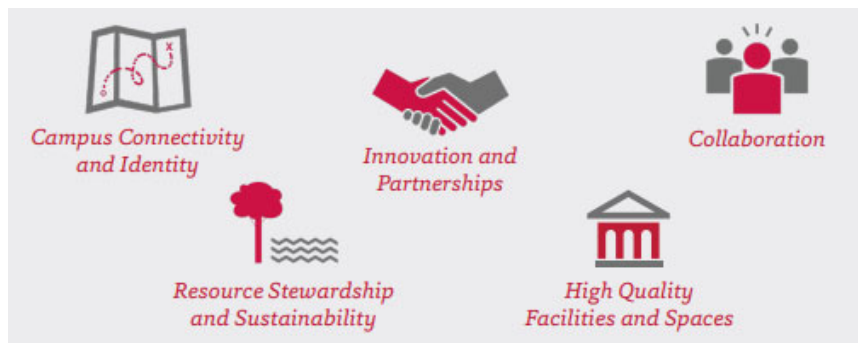 Campus Connectivity
and Identity
Innovation and
Partnerships
Collaboration
Resource Stewardship
and Sustainability
High Quality
Facilities and Spaces